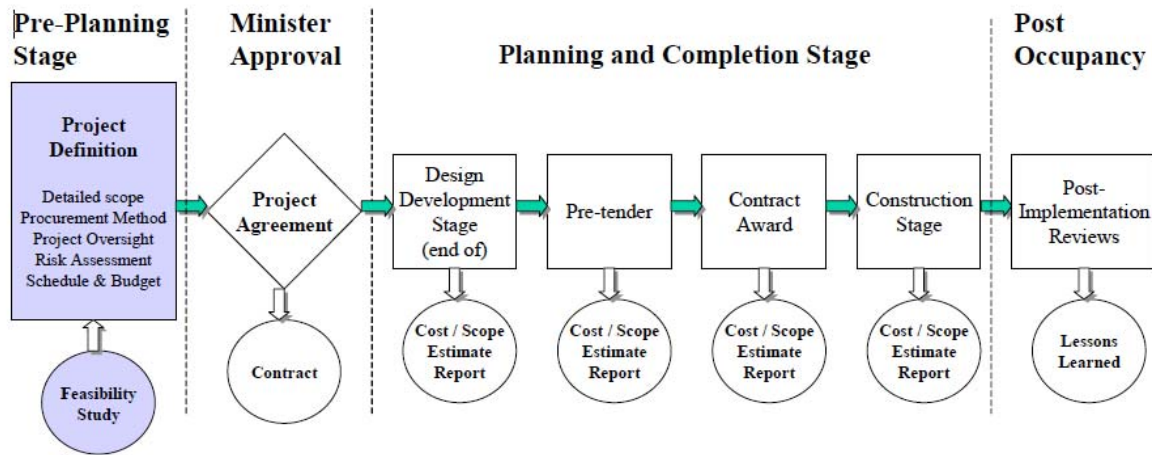 Pre-Planning
Stage
Minister
Approval
Planning and Completion Stage
Post
Occupancy
Project
Definition
Detailed scope
Procurement Method
Project Oversight
Risk Assessment
Schedule & Budget
Feasibility
Study
Project
Agreement
Contract
Design
Development
Stage
(end of)
Cost / Scope
Estimate
Report
Pre-tender
Cost / Scope
Estimate
Report
Contract
Award
Cost / Scope
Estimate
Report
Construction
Stage
Cost / Scope
Estimate
Report
Post-
Implementation
Reviews
Lessons
Learned